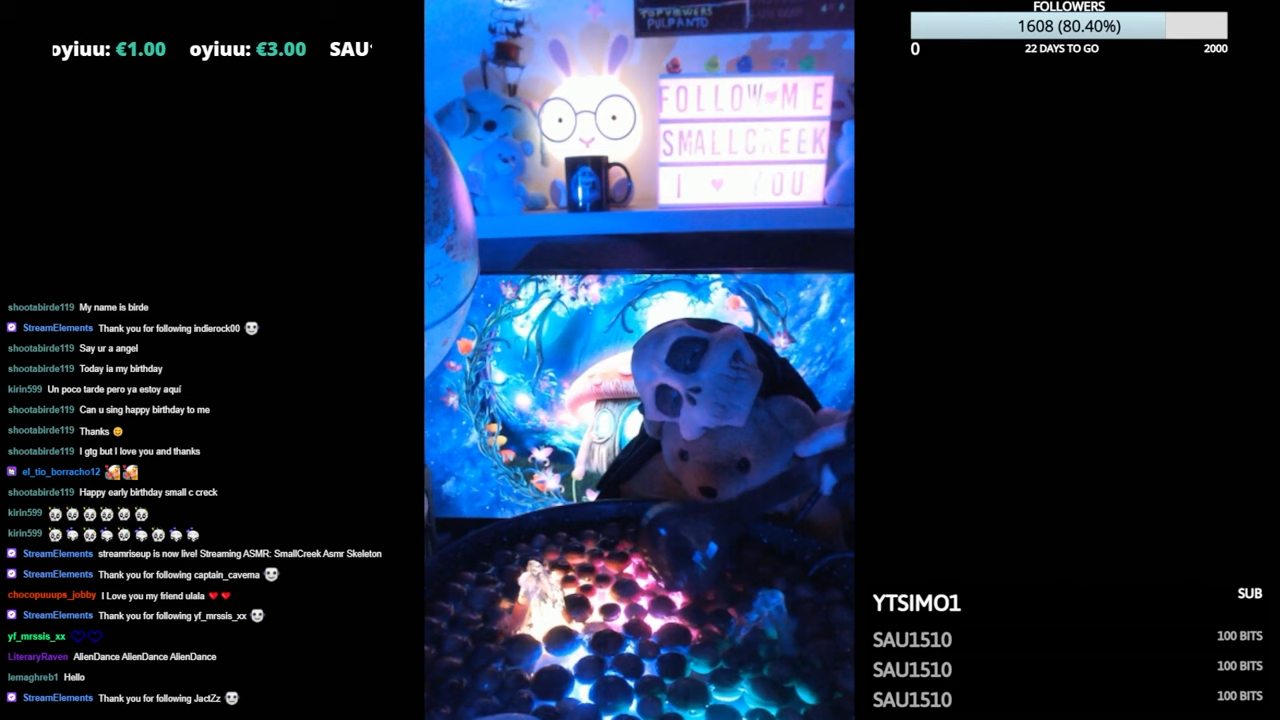 oyiuu: €1.00 oyiuu: €3.00 SAU
FOLLOWERS
1608 (80.40%)
0 22 DAYS TO GO 2000
TOPVIEWERS
PULPANTO
FOLLOW ♥ ME
SMALLCREEK
I ♥ YOU
shootabirde119 My name is birde
StreamElements Thank you for following indierock00
shootabirde119 Say ur a angel
shootabirde119 Today ia my birthday
kirin599 Un poco tarde pero ya estoy aquí
shootabirde119 Can u sing happy birthday to me
shootabirde119 Thanks 😊
shootabirde119 I gtg but I love you and thanks
el_tio_borracho12
shootabirde119 Happy early birthday small c creck
kirin599
kirin599
StreamElements streamriseup is now live! Streaming ASMR: SmallCreek Asmr Skeleton
StreamElements Thank you for following captain_cavema
chocopuuups_jobby I Love you my friend ulala ♥ ♥
StreamElements Thank you for following yf_mrssis_xx
yf_mrssis_xx
LiteraryRaven AlienDance AlienDance AlienDance
lemaghreb1 Hello
StreamElements Thank you for following JactZz
YTSIMO1 SUB
SAU1510 100 BITS
SAU1510 100 BITS
SAU1510 100 BITS